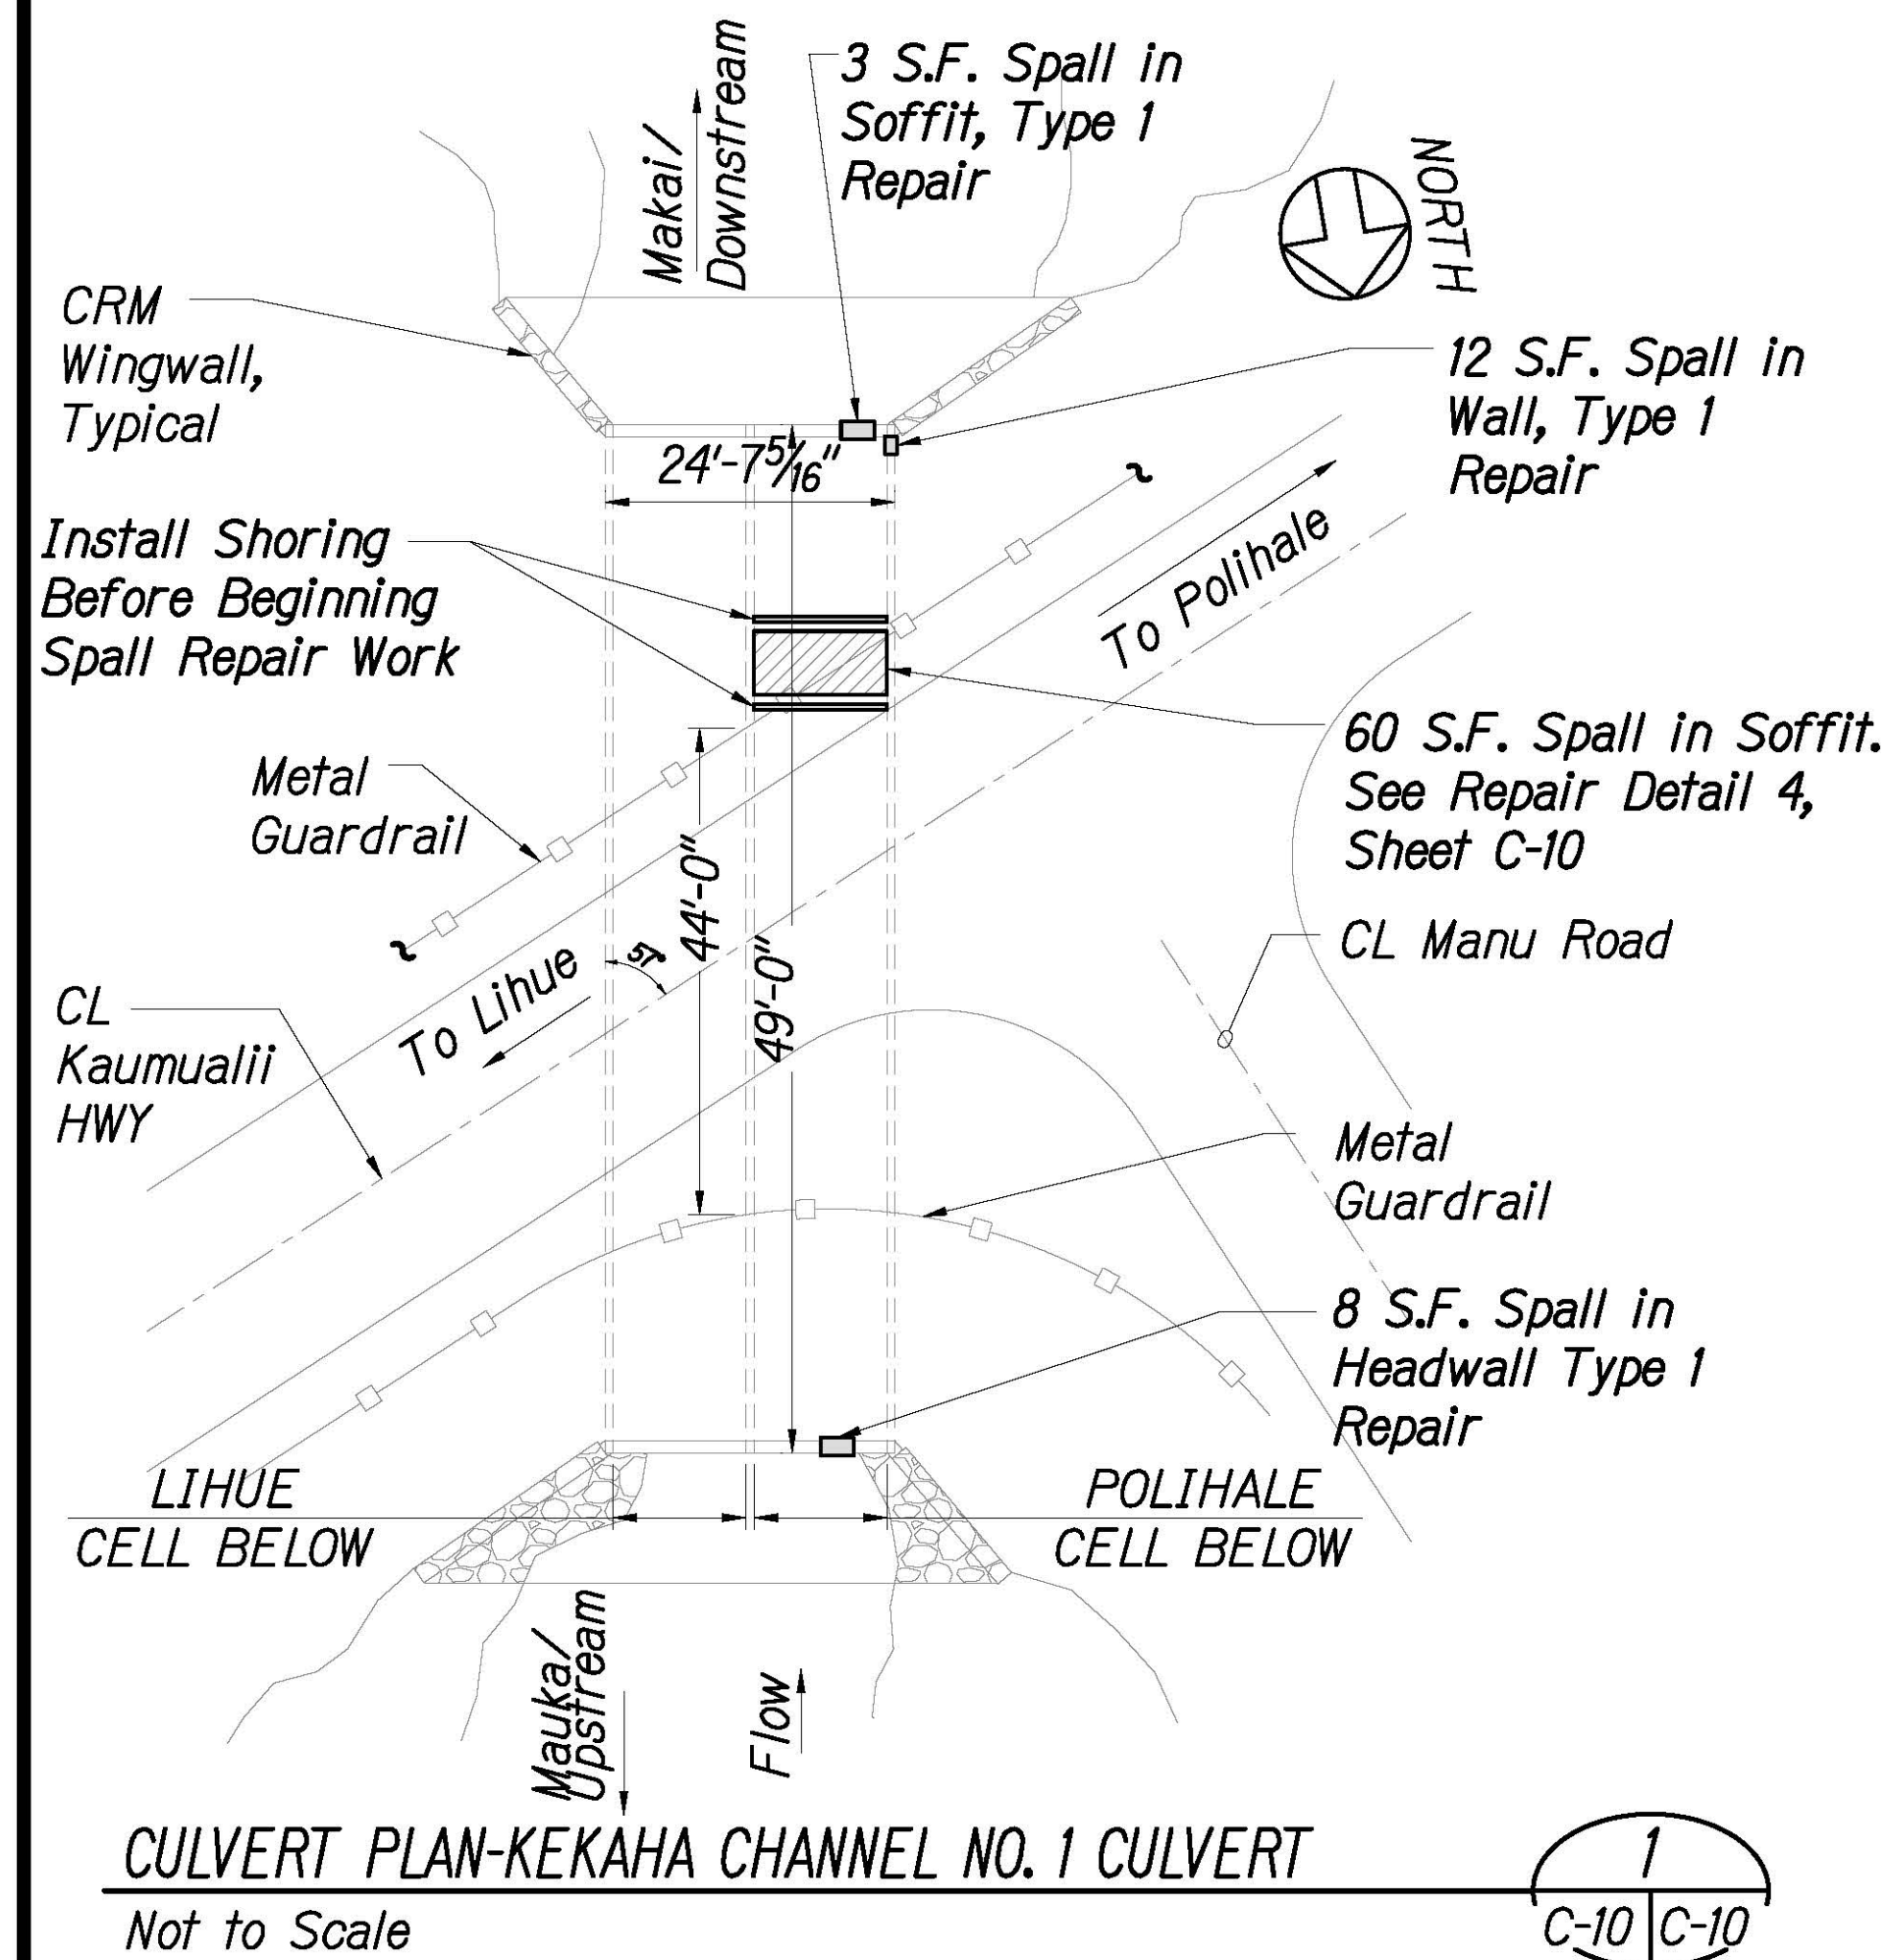 3 S.F. Spall in
Soffit, Type 1
Repair
Makai/
Downstream
NORTH
CRM
Wingwall,
Typical
12 S.F. Spall in
Wall, Type 1
Repair
24'-7 5/16"
Install Shoring
Before Beginning
Spall Repair Work
To Polihale
60 S.F. Spall in Soffit.
See Repair Detail 4,
Sheet C-10
Metal
Guardrail
44'-0"
49'-0"
57°
To Lihue
CL Manu Road
CL
Kaumualii
HWY
Metal
Guardrail
8 S.F. Spall in
Headwall Type 1
Repair
LIHUE
CELL BELOW
POLIHALE
CELL BELOW
Mauka/
Upstream
Flow
CULVERT PLAN-KEKAHA CHANNEL NO. 1 CULVERT
Not to Scale
1
C-10 C-10